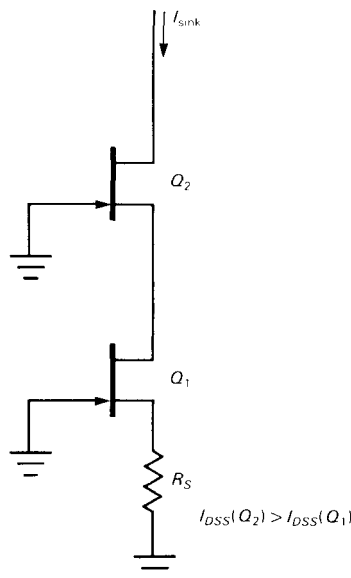 I_sink
Q₂
Q₁
R_S
I_DSS(Q₂) > I_DSS(Q₁)